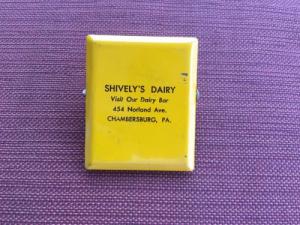 SHIVELY'S DAIRY
Visit Our Dairy Bar
454 Norland Ave.
CHAMBERSBURG, PA.